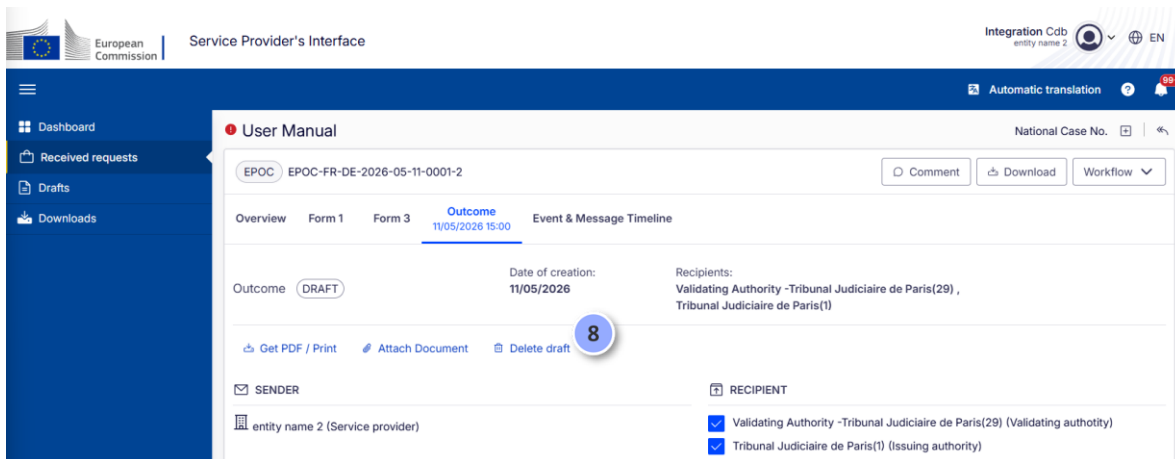 European
Commission
Service Provider's Interface
Integration Cdb
entity name 2
EN
Automatic translation
?
99
Dashboard
Received requests
Drafts
Downloads
User Manual
National Case No.
EPOC EPOC-FR-DE-2026-05-11-0001-2
Comment
Download
Workflow
Overview
Form 1
Form 3
Outcome
11/05/2026 15:00
Event & Message Timeline
Outcome DRAFT
Date of creation:
11/05/2026
Recipients:
Validating Authority -Tribunal Judiciaire de Paris(29) ,
Tribunal Judiciaire de Paris(1)
8
Get PDF / Print
Attach Document
Delete draft
SENDER
entity name 2 (Service provider)
RECIPIENT
Validating Authority -Tribunal Judiciaire de Paris(29) (Validating authotity)
Tribunal Judiciaire de Paris(1) (Issuing authority)